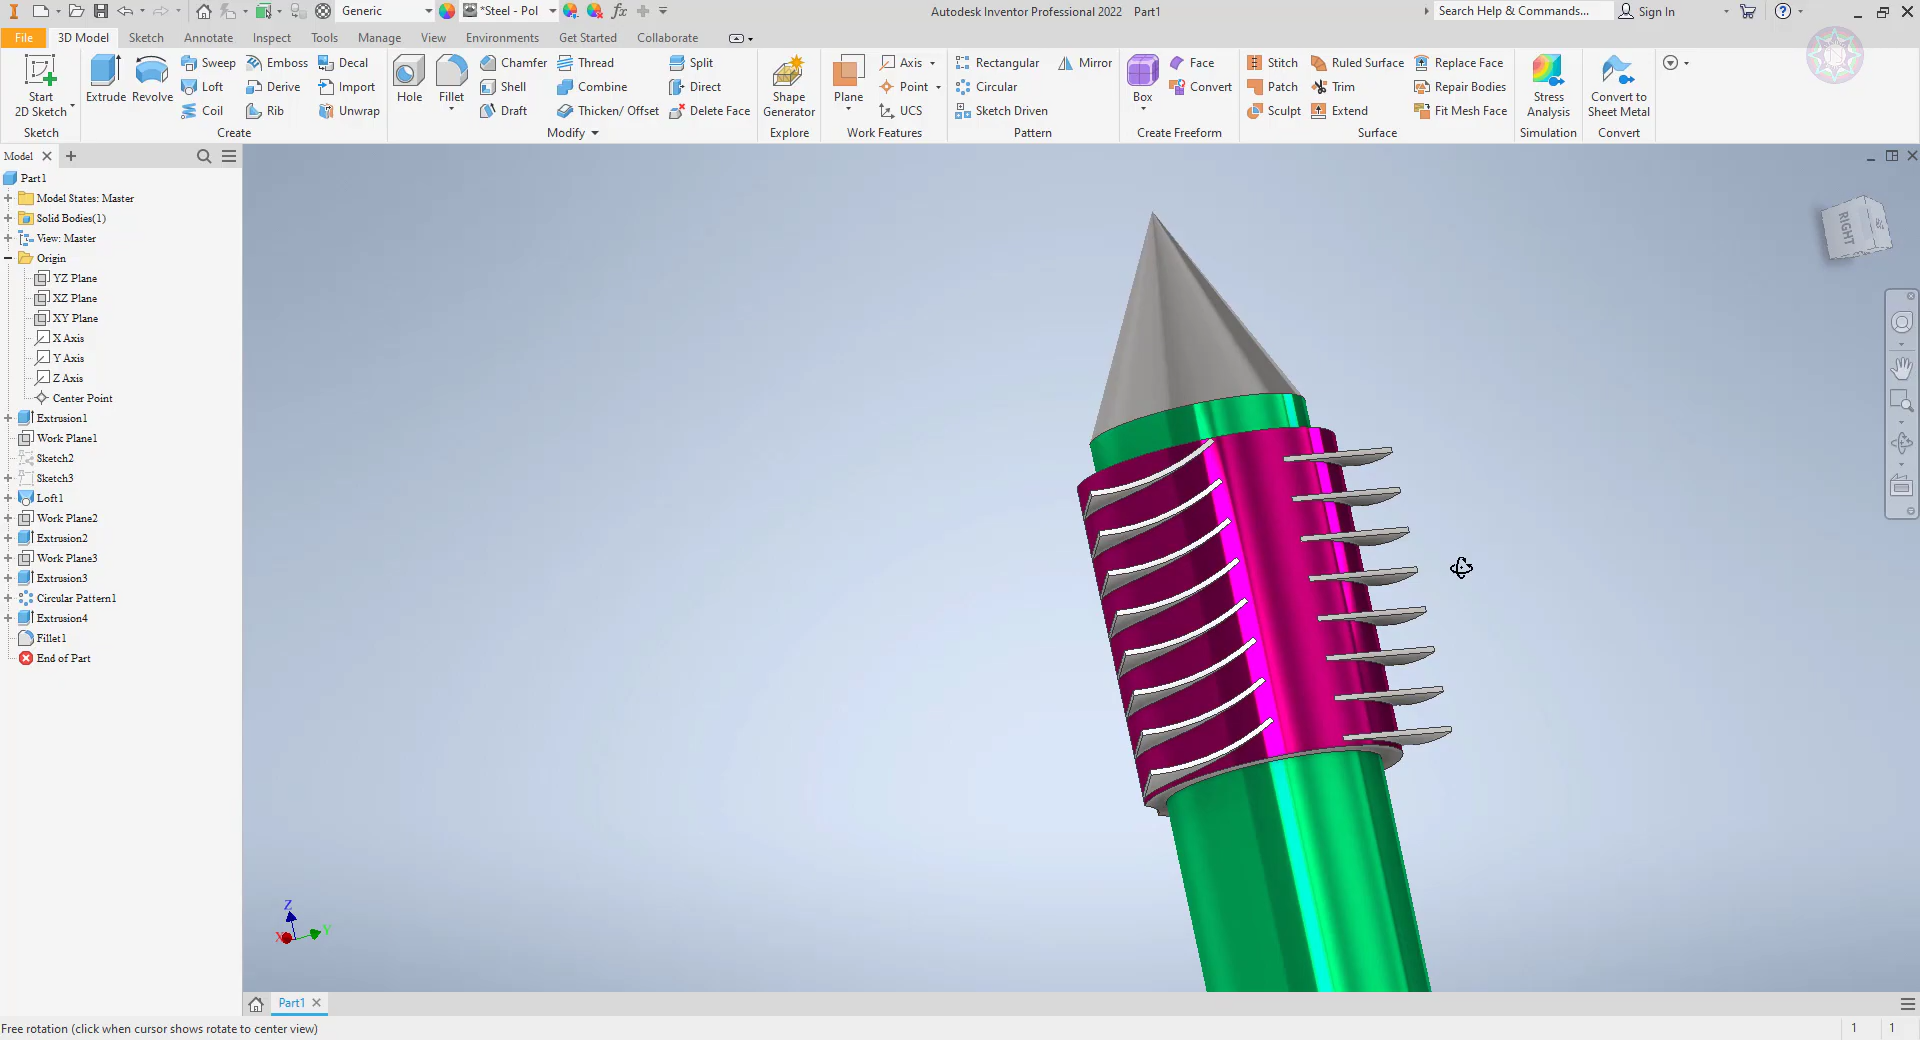 Generic
*Steel - Pol
fx
Autodesk Inventor Professional 2022 Part1
Search Help & Commands...
Sign In
File
3D Model
Sketch
Annotate
Inspect
Tools
Manage
View
Environments
Get Started
Collaborate
Start
2D Sketch
Sketch
Extrude
Revolve
Sweep
Loft
Coil
Emboss
Derive
Rib
Decal
Import
Unwrap
Create
Hole
Fillet
Chamfer
Shell
Draft
Thread
Combine
Thicken/ Offset
Split
Direct
Delete Face
Modify
Shape
Generator
Explore
Plane
Axis
Point
UCS
Work Features
Rectangular
Circular
Sketch Driven
Mirror
Pattern
Box
Face
Convert
Create Freeform
Stitch
Patch
Sculpt
Ruled Surface
Trim
Extend
Replace Face
Repair Bodies
Fit Mesh Face
Surface
Stress
Analysis
Simulation
Convert to
Sheet Metal
Convert
Model
Part1
Model States: Master
Solid Bodies(1)
View: Master
Origin
YZ Plane
XZ Plane
XY Plane
X Axis
Y Axis
Z Axis
Center Point
Extrusion1
Work Plane1
Sketch2
Sketch3
Loft1
Work Plane2
Extrusion2
Work Plane3
Extrusion3
Circular Pattern1
Extrusion4
Fillet1
End of Part
RIGHT
Z
X
Y
Part1
Free rotation (click when cursor shows rotate to center view)
1
1